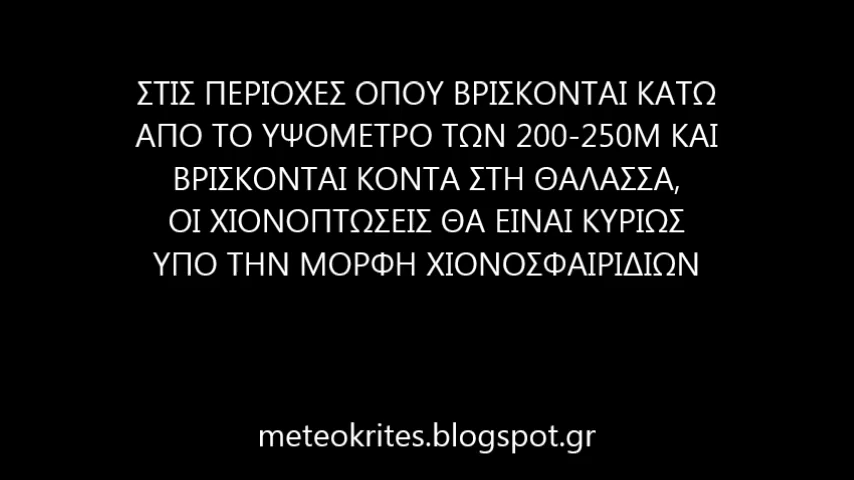 ΣΤΙΣ ΠΕΡΙΟΧΕΣ ΟΠΟΥ ΒΡΙΣΚΟΝΤΑΙ ΚΑΤΩ
ΑΠΟ ΤΟ ΥΨΟΜΕΤΡΟ ΤΩΝ 200-250Μ ΚΑΙ
ΒΡΙΣΚΟΝΤΑΙ ΚΟΝΤΑ ΣΤΗ ΘΑΛΑΣΣΑ,
ΟΙ ΧΙΟΝΟΠΤΩΣΕΙΣ ΘΑ ΕΙΝΑΙ ΚΥΡΙΩΣ
ΥΠΟ ΤΗΝ ΜΟΡΦΗ ΧΙΟΝΟΣΦΑΙΡΙΔΙΩΝ
meteokrites.blogspot.gr